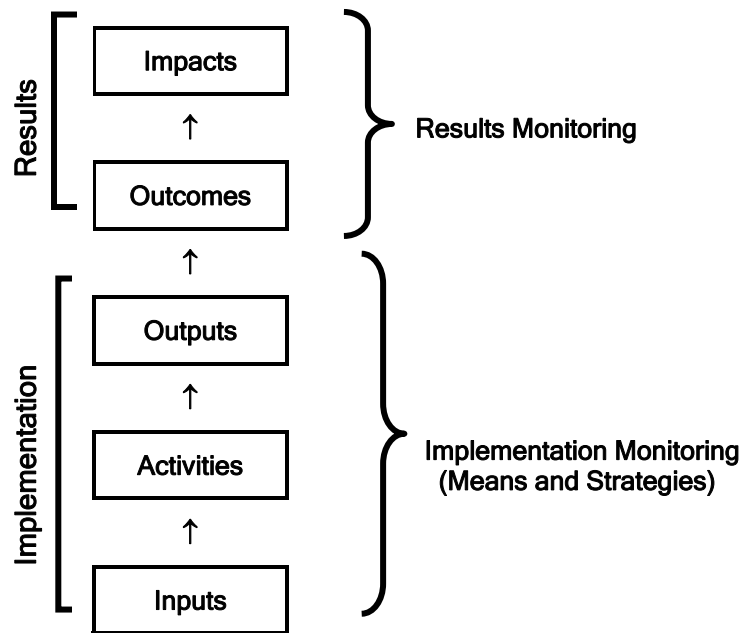 Results
Impacts
Outcomes
Results Monitoring
Implementation
Outputs
Activities
Inputs
Implementation Monitoring
(Means and Strategies)